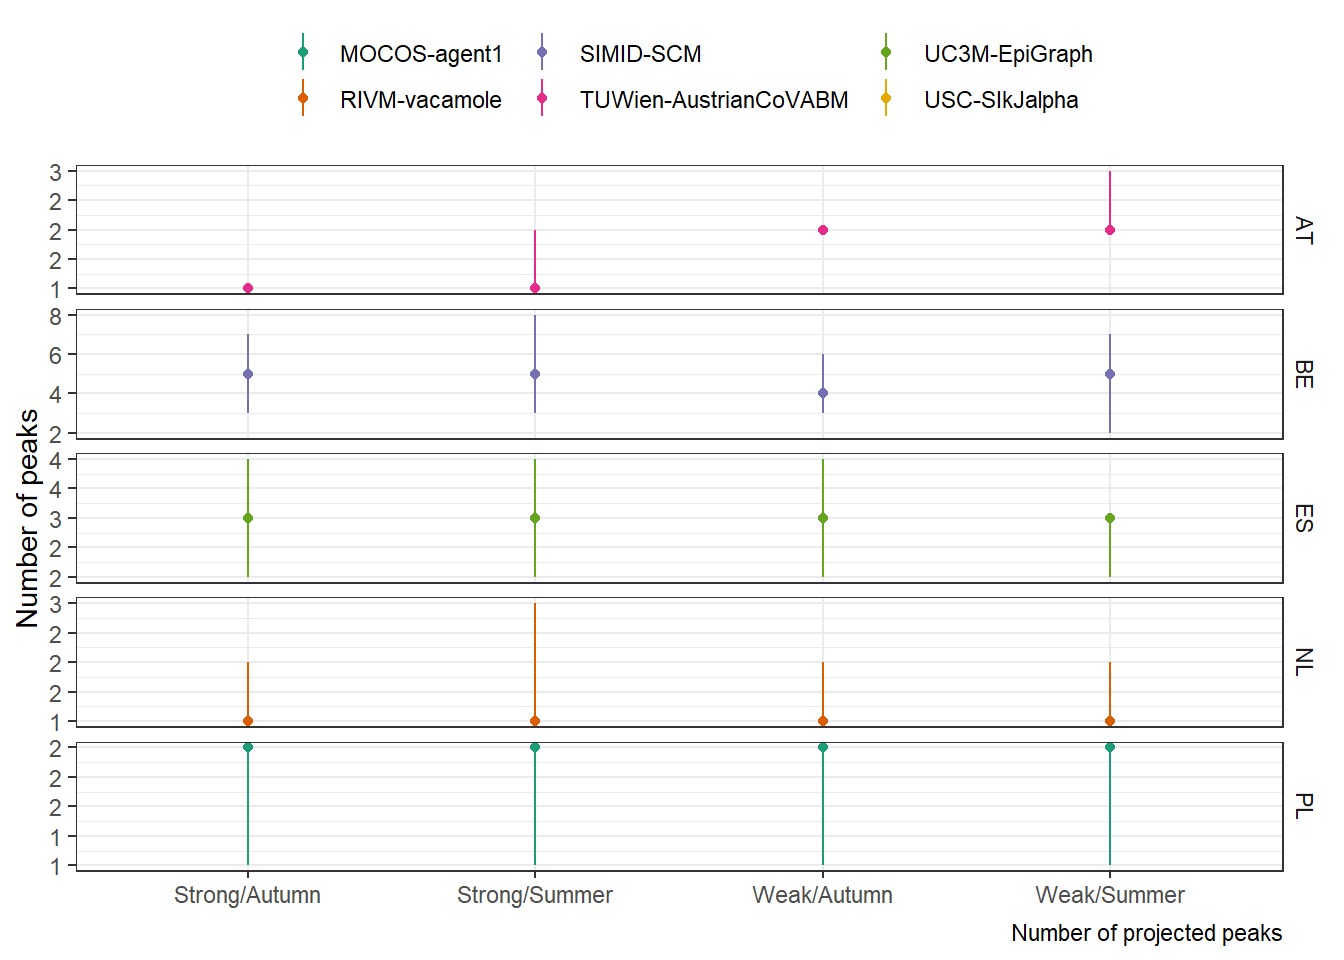 MOCOS-agent1 SIMID-SCM UC3M-EpiGraph
RIVM-vacamole TUWien-AustrianCoVABM USC-SIkJalpha
Number of peaks
3
2
2
2
1
AT
8
6
4
2
BE
4
4
3
2
2
ES
3
2
2
2
1
NL
2
2
2
1
1
PL
Strong/Autumn Strong/Summer Weak/Autumn Weak/Summer
Number of projected peaks